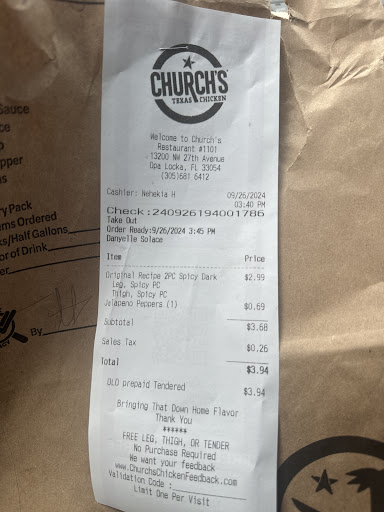 CHURCH'S
TEXAS CHICKEN
Welcome to Church's
Restaurant #1101
13200 NW 27th Avenue
Opa Locka, FL 33054
(305)681 6412
Cashier: Nehekia H 09/26/2024
03:40 PM
Check:240926194001786
Take Out
Order Ready:9/26/2024 3:45 PM
Danyelle Solace
Item Price
Original Recipe 2PC Spicy Dark $2.99
Leg, Spicy PC
Thigh, Spicy PC
Jalapeno Peppers (1) $0.69
Subtotal $3.68
Sales Tax $0.26
Total $3.94
OLO prepaid Tendered $3.94
Bringing That Down Home Flavor
Thank You
******
FREE LEG, THIGH, OR TENDER
No Purchase Required
We want your feedback
www.ChurchsChickenFeedback.com
Validation Code :
Limit One Per Visit
Sauce
ce
pper
s
y Pack
ms Ordered
ks/Half Gallons
or of Drink
er
By